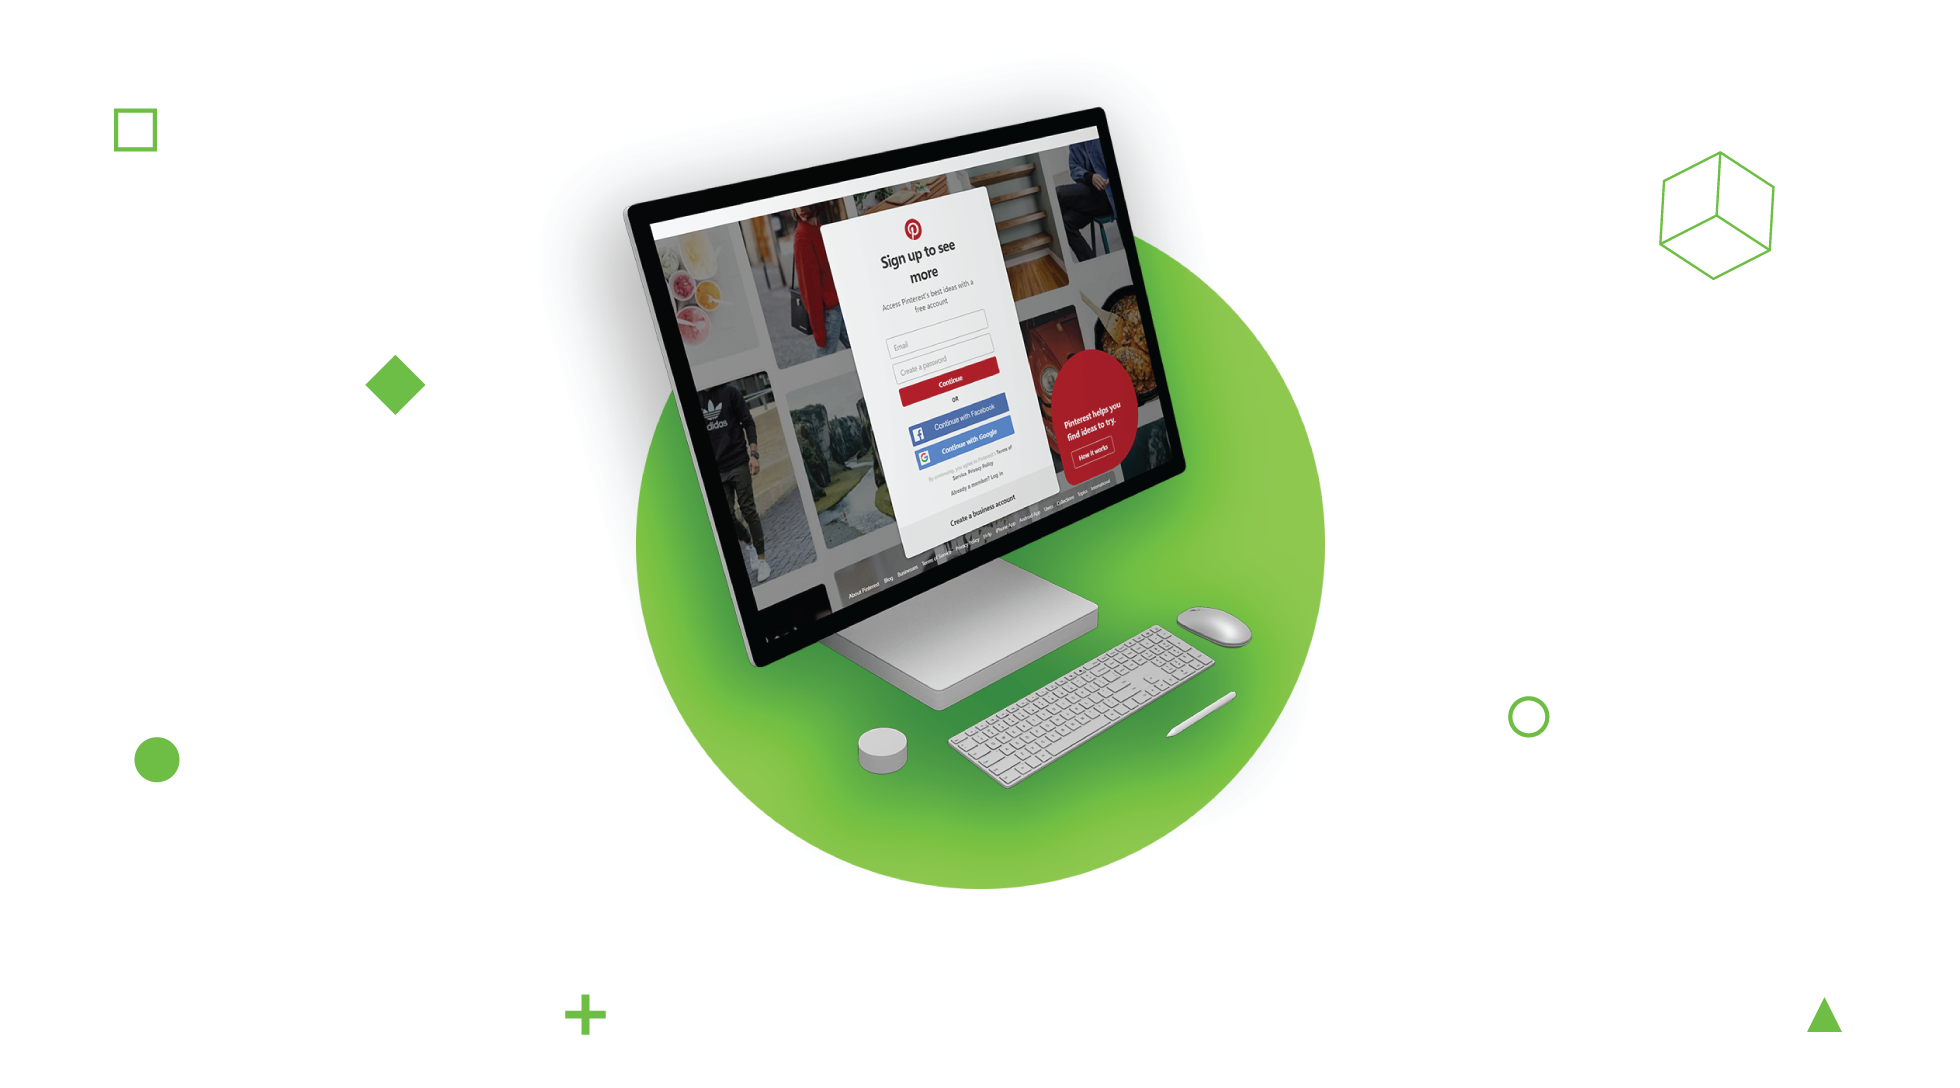 Sign up to see
more
Access Pinterest's best ideas with a
free account
Email
Create a password
Continue
OR
Continue with Facebook
Continue with Google
By continuing, you agree to Pinterest's Terms of
Service, Privacy Policy
Already a member? Log in
Create a business account
adidas
Pinterest helps you
find ideas to try.
How it works
About Pinterest Blog Businesses Terms of Service Privacy Policy Help iPhone App Android App Users Collections Topics International